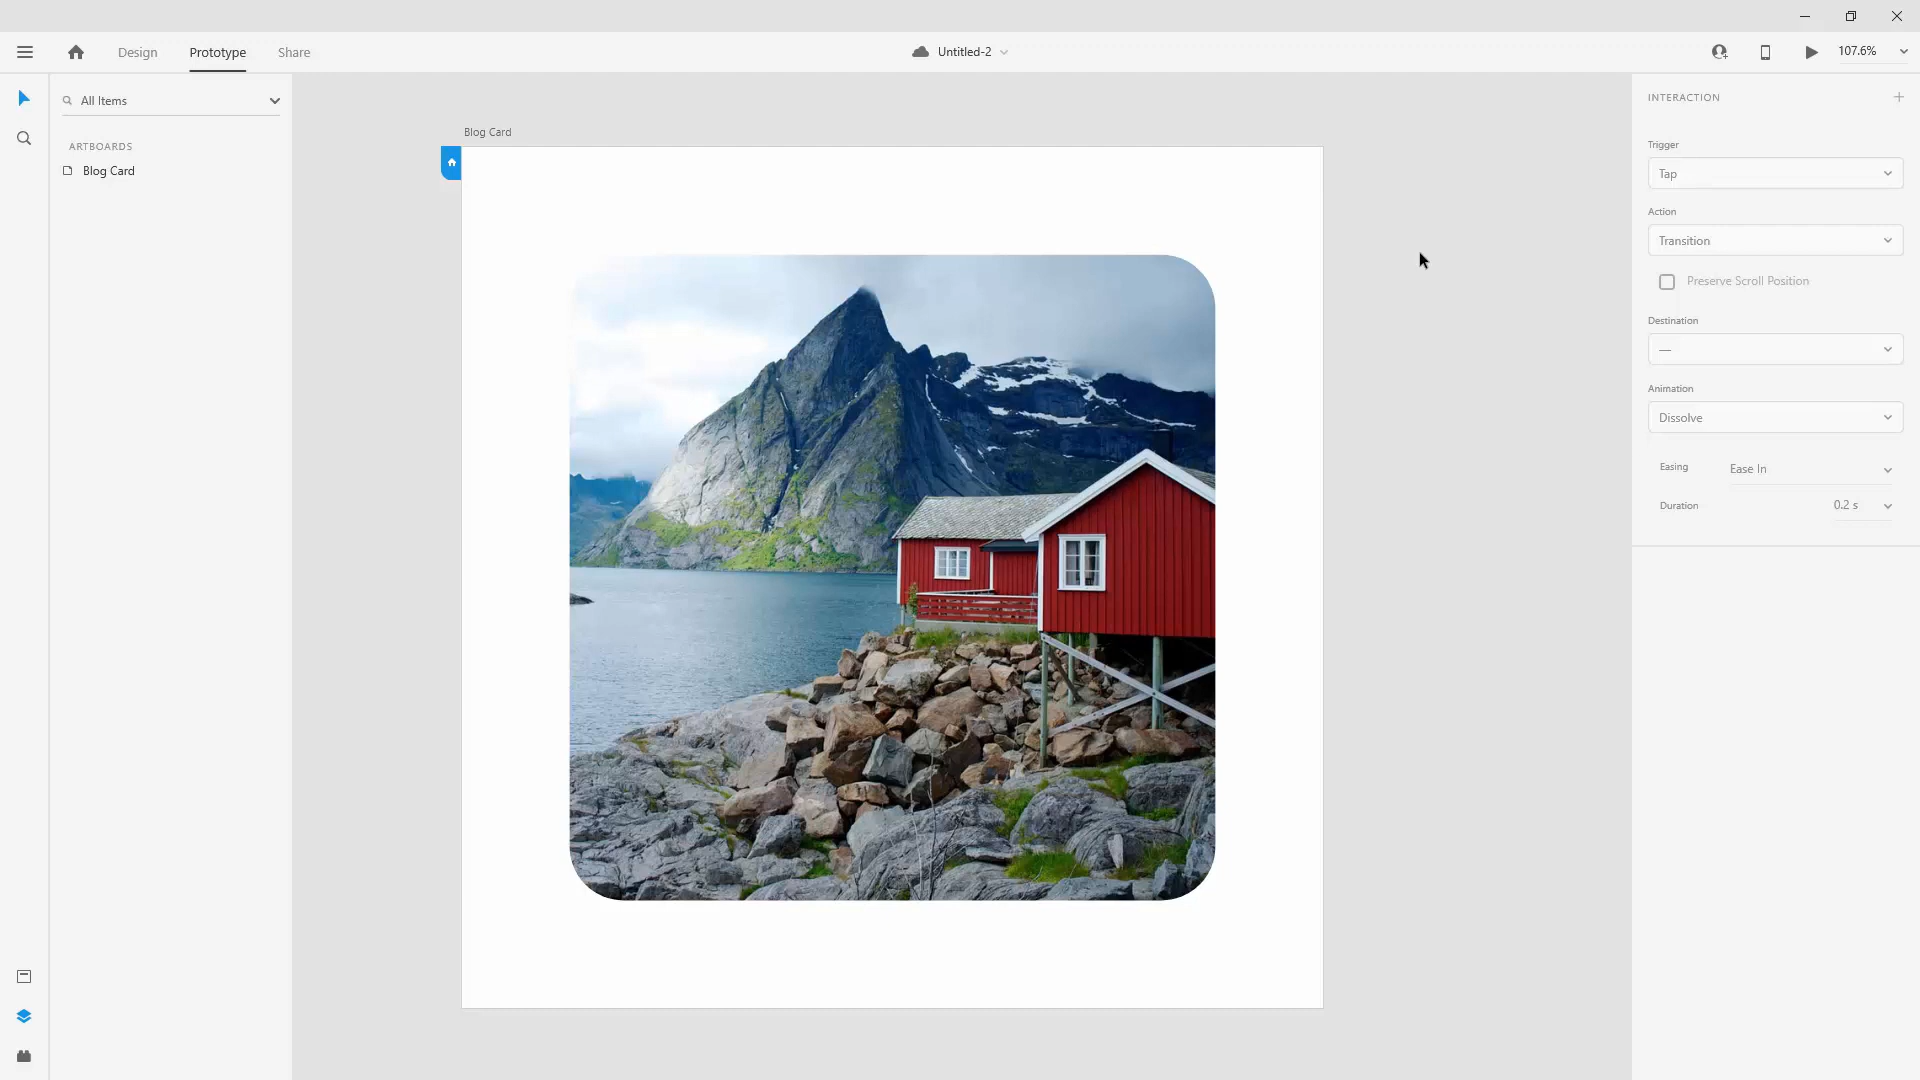 Design
Prototype
Share
Untitled-2
107.6%
All Items
ARTBOARDS
Blog Card
Blog Card
INTERACTION
Trigger
Tap
Action
Transition
Preserve Scroll Position
Destination
—
Animation
Dissolve
Easing
Ease In
Duration
0.2 s